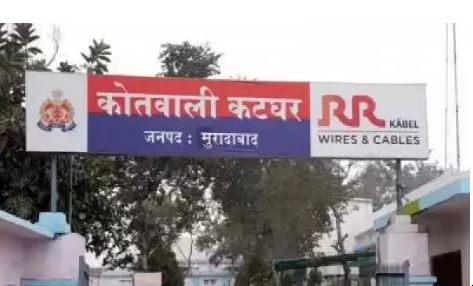 कोतवाली कटघर
जनपद : मुरादाबाद
RR KABEL
WIRES & CABLES